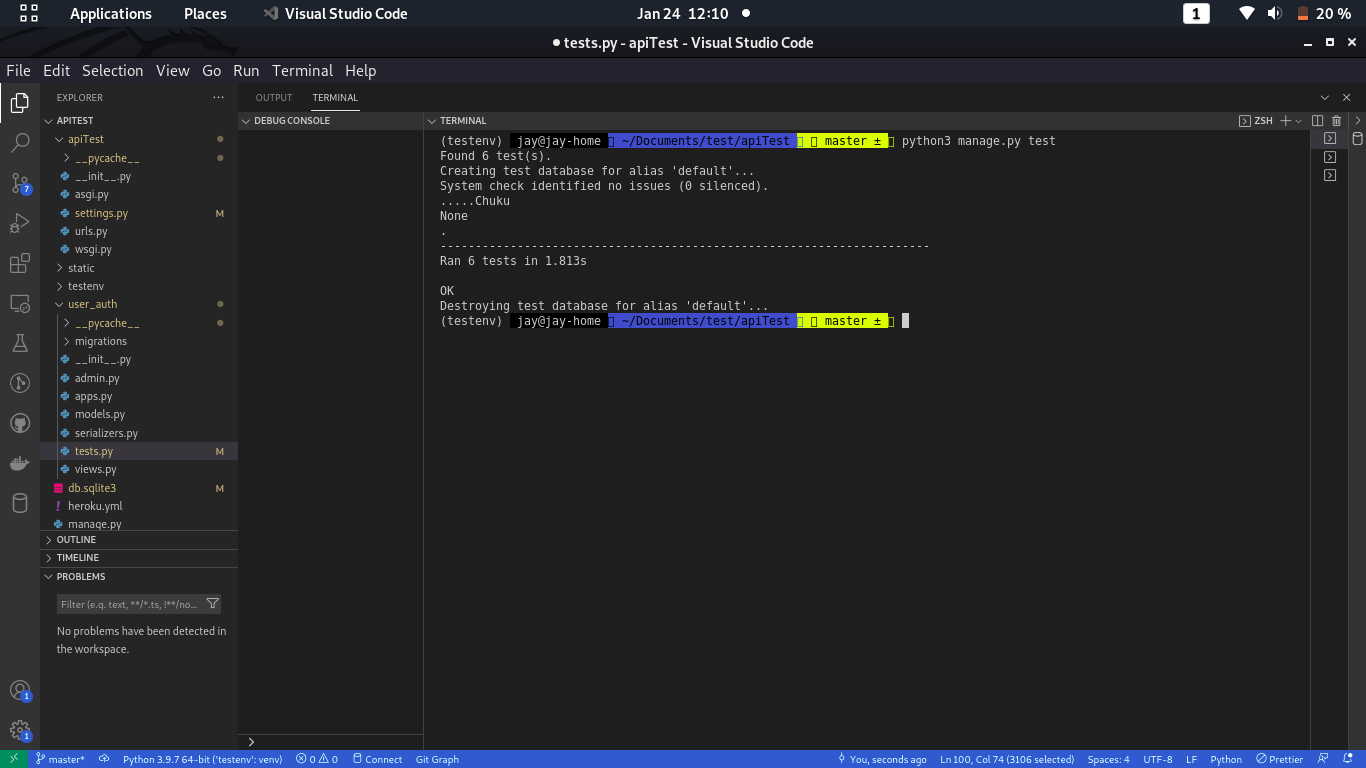 Applications Places Visual Studio Code Jan 24 12:10 1 20 %
tests.py - apiTest - Visual Studio Code
File Edit Selection View Go Run Terminal Help
EXPLORER
OUTPUT TERMINAL
APITEST
apiTest
__pycache__
__init__.py
asgi.py
settings.py M
urls.py
wsgi.py
static
testenv
user_auth
__pycache__
migrations
__init__.py
admin.py
apps.py
models.py
serializers.py
tests.py M
views.py
db.sqlite3 M
heroku.yml
manage.py
OUTLINE
TIMELINE
PROBLEMS
Filter (e.g. text, **/*.ts, !**/no...
No problems have been detected in
the workspace.
7
1
1
DEBUG CONSOLE
TERMINAL
ZSH
(testenv) jay@jay-home ~/Documents/test/apiTest master ± python3 manage.py test
Found 6 test(s).
Creating test database for alias 'default'...
System check identified no issues (0 silenced).
.....Chuku
None
.
----------------------------------------------------------------------
Ran 6 tests in 1.813s
OK
Destroying test database for alias 'default'...
(testenv) jay@jay-home ~/Documents/test/apiTest master ±
master* Python 3.9.7 64-bit ('testenv': venv) 0 0 Connect Git Graph You, seconds ago Ln 100, Col 74 (3106 selected) Spaces: 4 UTF-8 LF Python Prettier